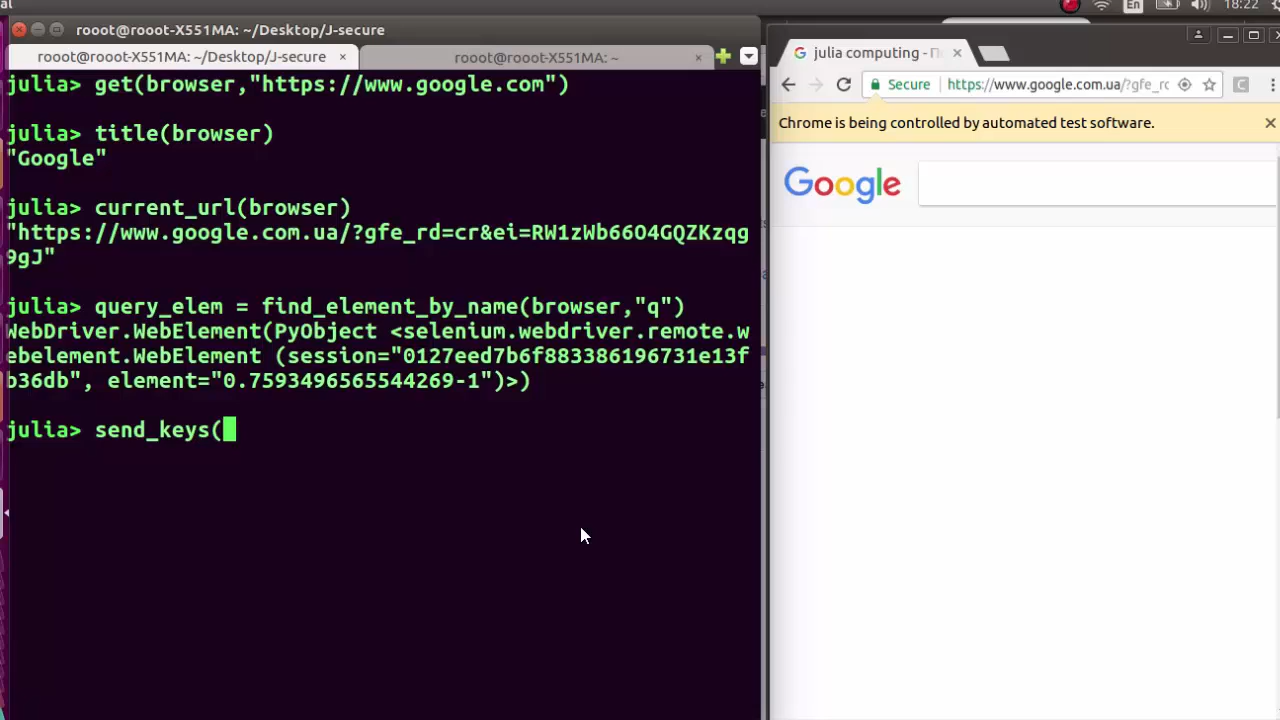 al
En
18:22
rooot@rooot-X551MA: ~/Desktop/J-secure
rooot@rooot-X551MA: ~/Desktop/J-secure ×
rooot@rooot-X551MA: ~ ×
julia> get(browser,"https://www.google.com")
julia> title(browser)
"Google"
julia> current_url(browser)
"https://www.google.com.ua/?gfe_rd=cr&ei=RW1zWb66O4GQZKzqg
9gJ"
julia> query_elem = find_element_by_name(browser,"q")
WebDriver.WebElement(PyObject <selenium.webdriver.remote.w
ebelement.WebElement (session="0127eed7b6f883386196731e13f
b36db", element="0.7593496565544269-1")>)
julia> send_keys(
julia computing - П
Secure https://www.google.com.ua/?gfe_rc
Chrome is being controlled by automated test software.
Google